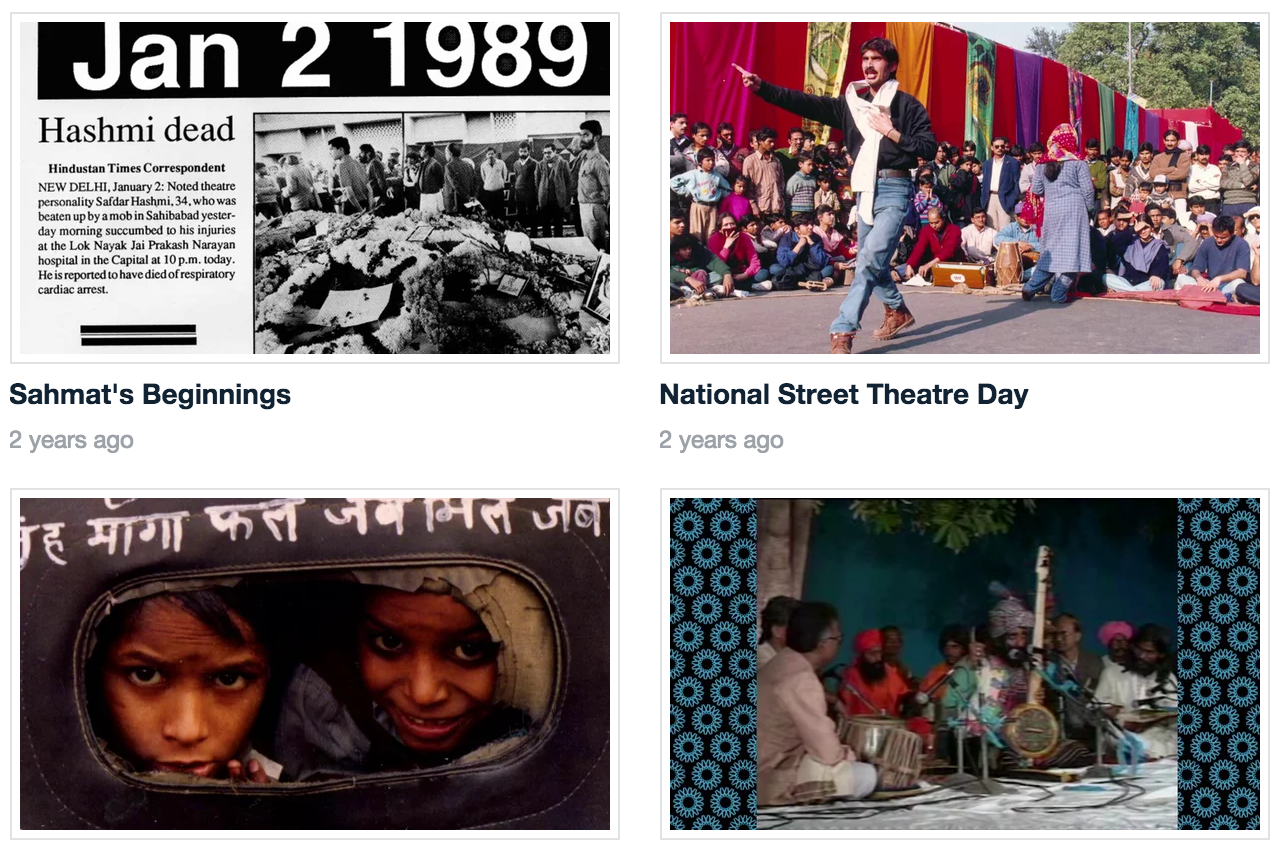 Jan 2 1989
Hashmi dead
Hindustan Times Correspondent
NEW DELHI, January 2: Noted theatre
personality Safdar Hashmi, 34, who was
beaten up by a mob in Sahibabad yester-
day morning succumbed to his injuries
at the Lok Nayak Jai Prakash Narayan
hospital in the Capital at 10 p.m. today.
He is reported to have died of respiratory
cardiac arrest.
Sahmat's Beginnings
National Street Theatre Day
2 years ago
2 years ago
मुंह मांगा फल जब मिले जब